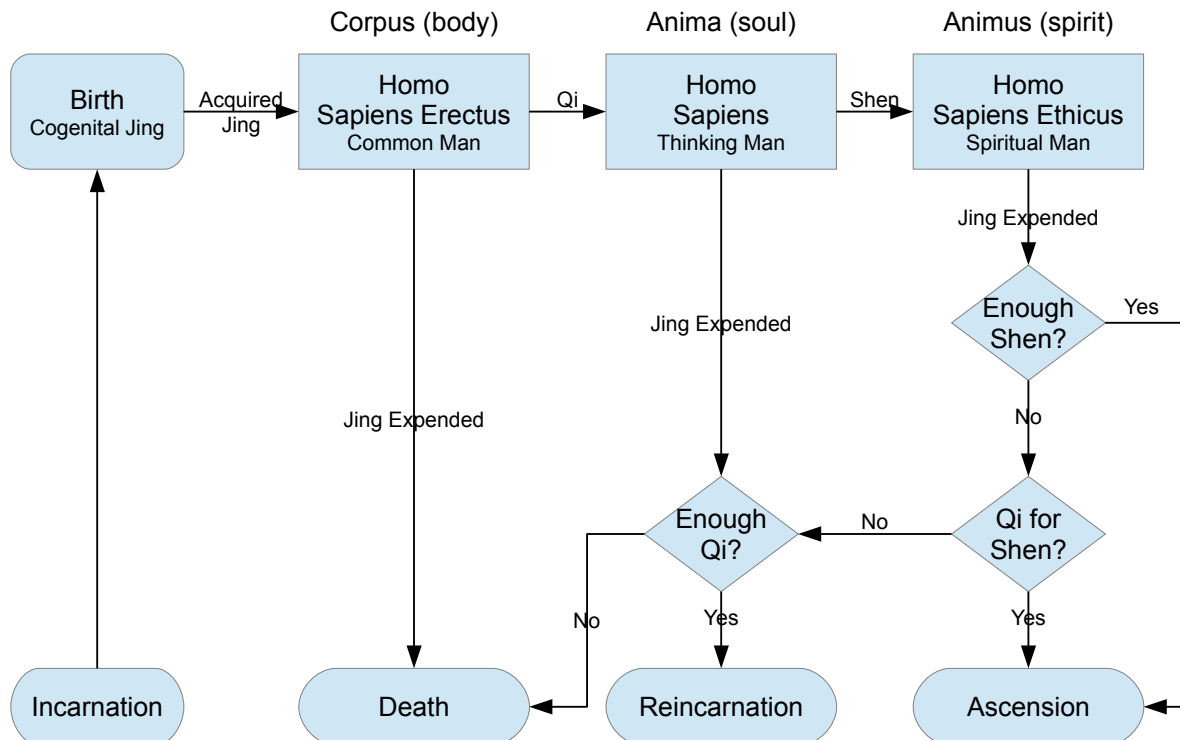 Corpus (body)
Anima (soul)
Animus (spirit)
Birth
Cogenital Jing
Acquired
Jing
Homo
Sapiens Erectus
Common Man
Qi
Homo
Sapiens
Thinking Man
Shen
Homo
Sapiens Ethicus
Spiritual Man
Jing Expended
Enough
Shen?
Yes
Jing Expended
Jing Expended
No
Enough
Qi?
No
Qi for
Shen?
No
Yes
Yes
Incarnation
Death
Reincarnation
Ascension